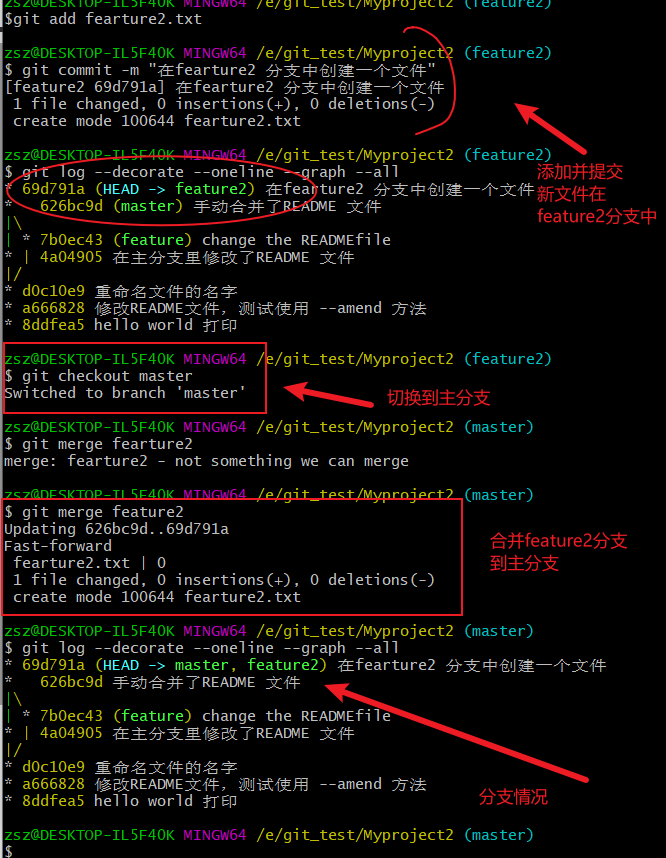 zsz@DESKTOP-IL5F4OK MINGW64 /e/git_test/Myproject2 (feature2)
$git add fearture2.txt
zsz@DESKTOP-IL5F4OK MINGW64 /e/git_test/Myproject2 (feature2)
$ git commit -m "在fearture2 分支中创建一个文件"
[feature2 69d791a] 在fearture2 分支中创建一个文件
1 file changed, 0 insertions(+), 0 deletions(-)
create mode 100644 fearture2.txt
zsz@DESKTOP-IL5F4OK MINGW64 /e/git_test/Myproject2 (feature2)
$ git log --decorate --oneline --graph --all
* 69d791a (HEAD -> feature2) 在fearture2 分支中创建一个文件
*   626bc9d (master) 手动合并了README 文件
|\
| * 7b0ec43 (feature) change the READMEfile
* | 4a04905 在主分支里修改了README 文件
|/
* d0c10e9 重命名文件的名字
* a666828 修改README文件，测试使用 --amend 方法
* 8ddfea5 hello world 打印
添加并提交
新文件在
feature2分支中
zsz@DESKTOP-IL5F4OK MINGW64 /e/git_test/Myproject2 (feature2)
$ git checkout master
Switched to branch 'master'
切换到主分支
zsz@DESKTOP-IL5F4OK MINGW64 /e/git_test/Myproject2 (master)
$ git merge fearture2
merge: fearture2 - not something we can merge
zsz@DESKTOP-IL5F4OK MINGW64 /e/git_test/Myproject2 (master)
$ git merge feature2
Updating 626bc9d..69d791a
Fast-forward
fearture2.txt | 0
1 file changed, 0 insertions(+), 0 deletions(-)
create mode 100644 fearture2.txt
合并feature2分支
到主分支
zsz@DESKTOP-IL5F4OK MINGW64 /e/git_test/Myproject2 (master)
$ git log --decorate --oneline --graph --all
* 69d791a (HEAD -> master, feature2) 在fearture2 分支中创建一个文件
*   626bc9d 手动合并了README 文件
|\
| * 7b0ec43 (feature) change the READMEfile
* | 4a04905 在主分支里修改了README 文件
|/
* d0c10e9 重命名文件的名字
* a666828 修改README文件，测试使用 --amend 方法
* 8ddfea5 hello world 打印
分支情况
zsz@DESKTOP-IL5F4OK MINGW64 /e/git_test/Myproject2 (master)
$